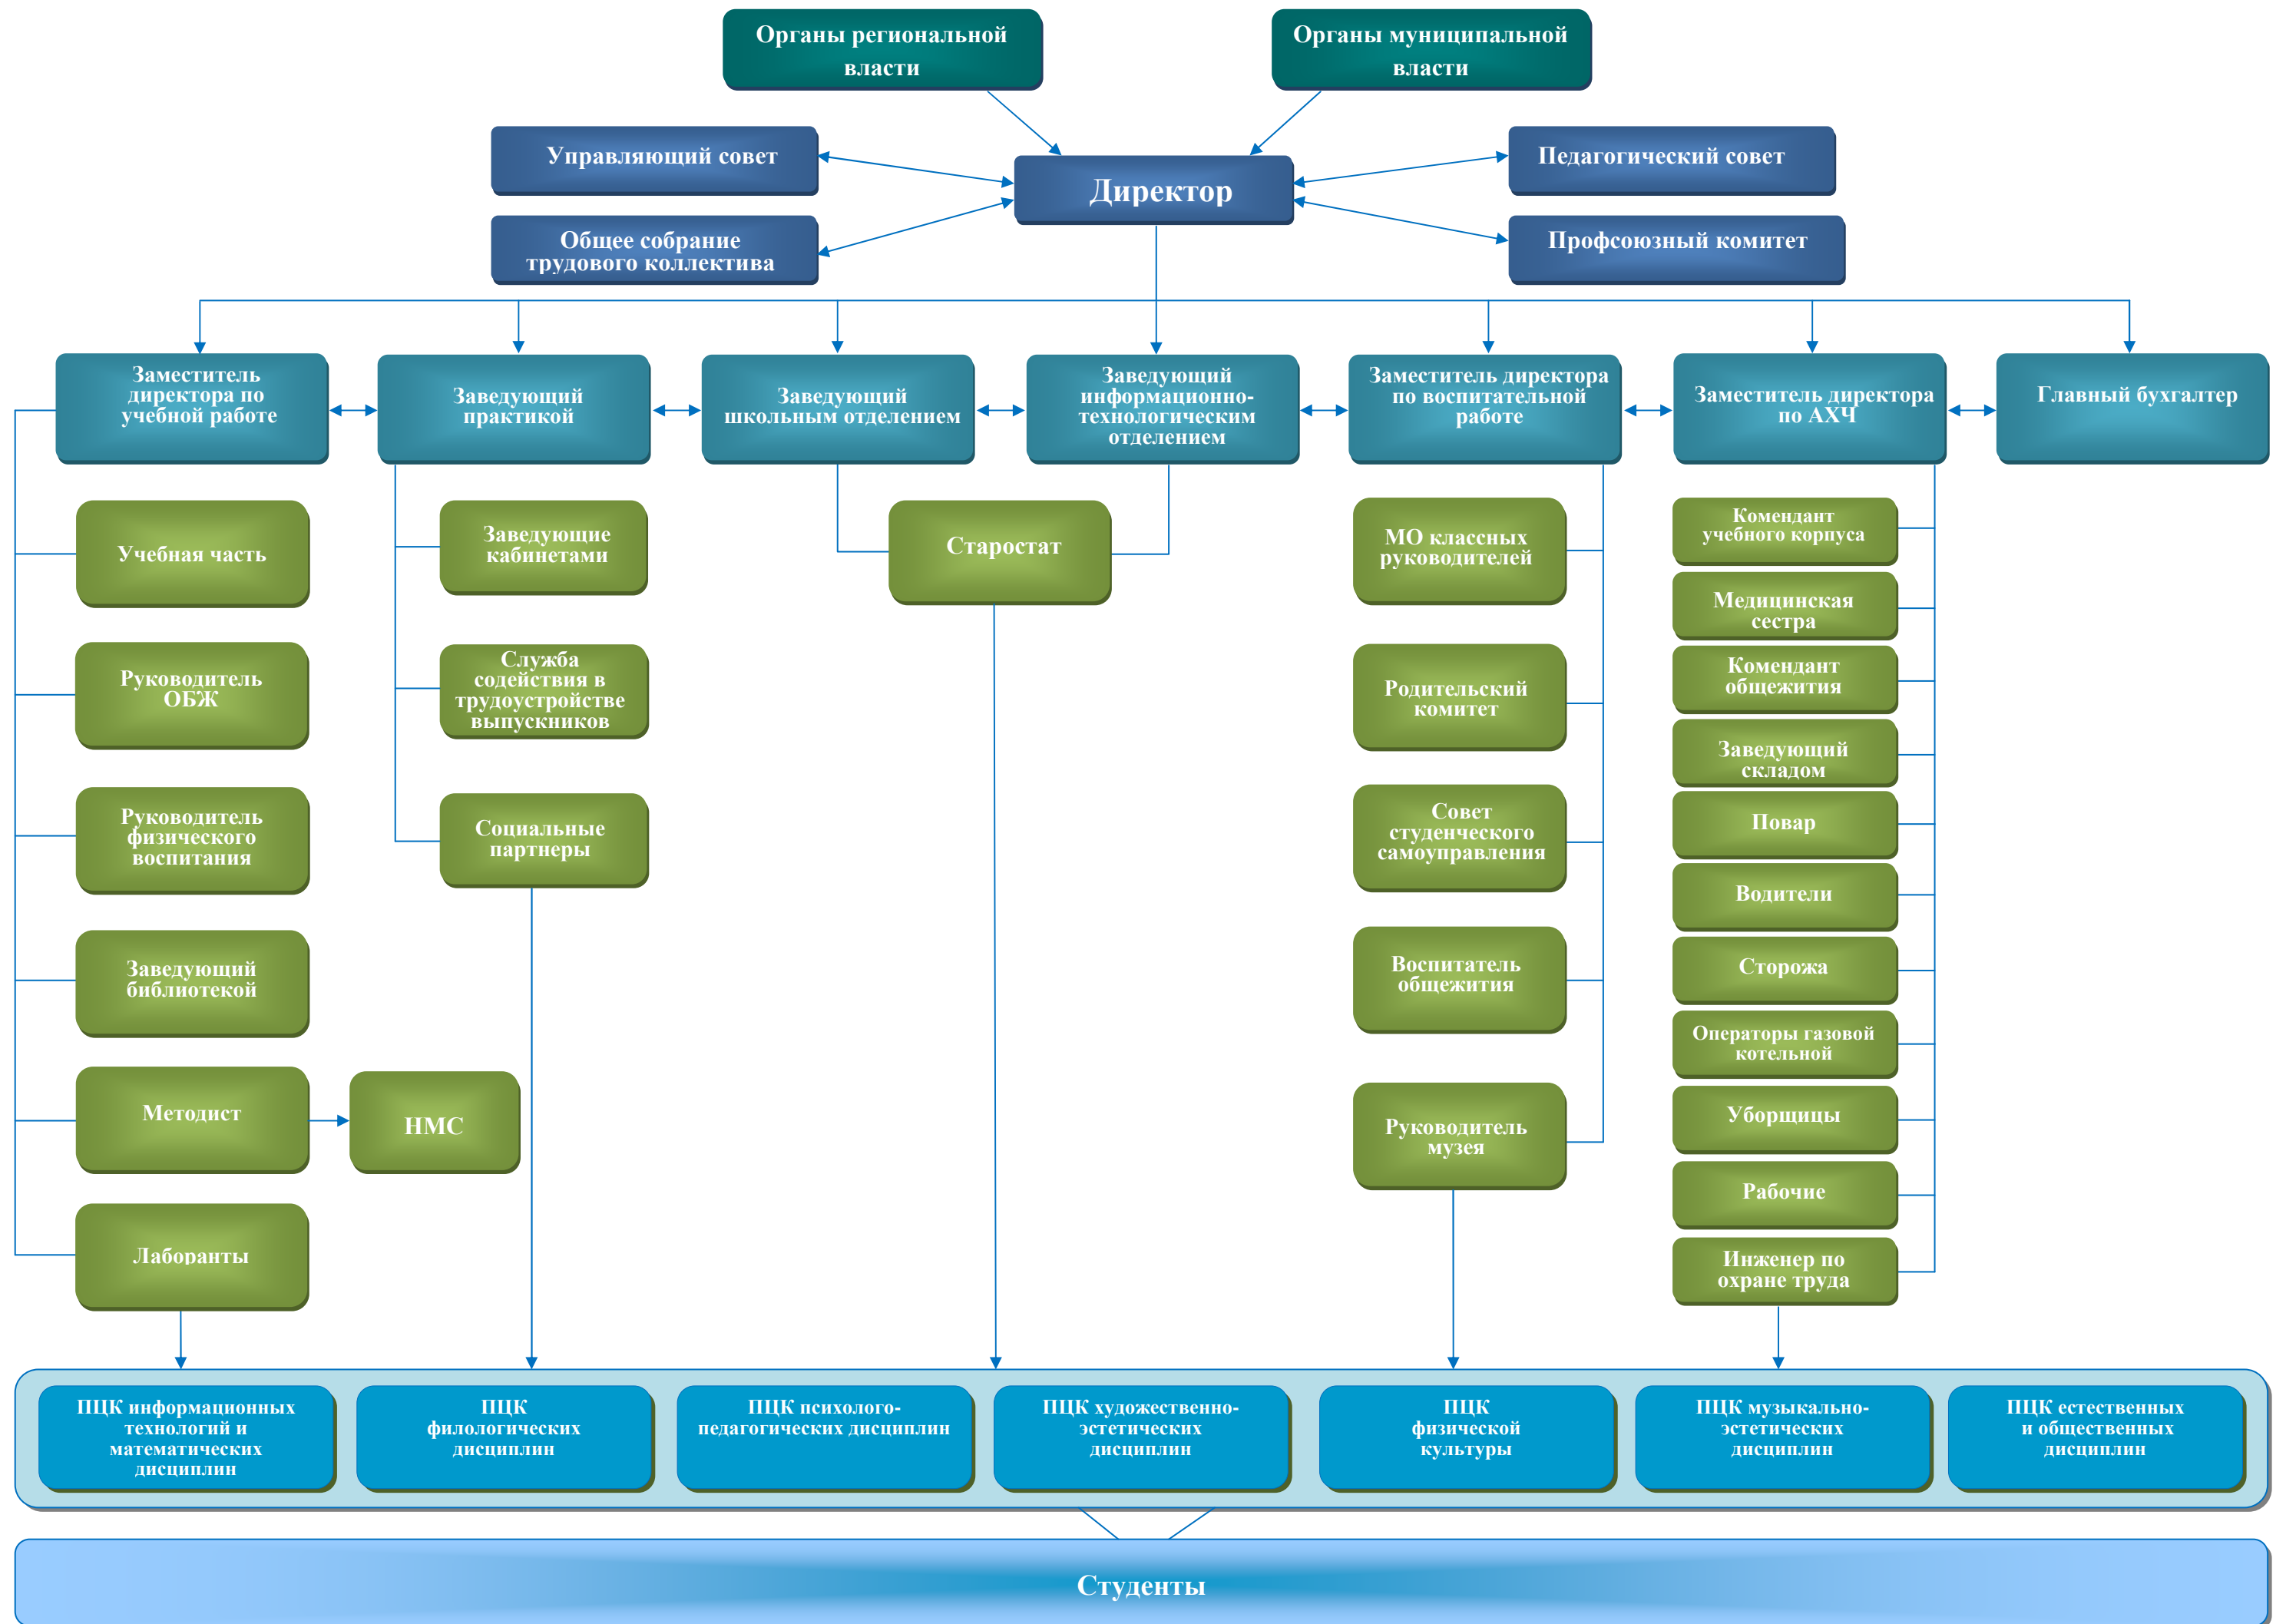 Органы региональной
власти
Органы муниципальной
власти
Управляющий совет
Педагогический совет
Директор
Общее собрание
трудового коллектива
Профсоюзный комитет
Заместитель
директора по
учебной работе
Заведующий
практикой
Заведующий
школьным отделением
Заведующий
информационно-
технологическим
отделением
Заместитель директора
по воспитательной
работе
Заместитель директора
по АХЧ
Главный бухгалтер
Учебная часть
Руководитель
ОБЖ
Руководитель
физического
воспитания
Заведующий
библиотекой
Методист
НМС
Лаборанты
Заведующие
кабинетами
Служба
содействия в
трудоустройстве
выпускников
Социальные
партнеры
Старостат
МО классных
руководителей
Родительский
комитет
Совет
студенческого
самоуправления
Воспитатель
общежития
Руководитель
музея
Комендант
учебного корпуса
Медицинская
сестра
Комендант
общежития
Заведующий
складом
Повар
Водители
Сторожа
Операторы газовой
котельной
Уборщицы
Рабочие
Инженер по
охране труда
ПЦК информационных
технологий и
математических
дисциплин
ПЦК
филологических
дисциплин
ПЦК психолого-
педагогических дисциплин
ПЦК художественно-
эстетических
дисциплин
ПЦК
физической
культуры
ПЦК музыкально-
эстетических
дисциплин
ПЦК естественных
и общественных
дисциплин
Студенты